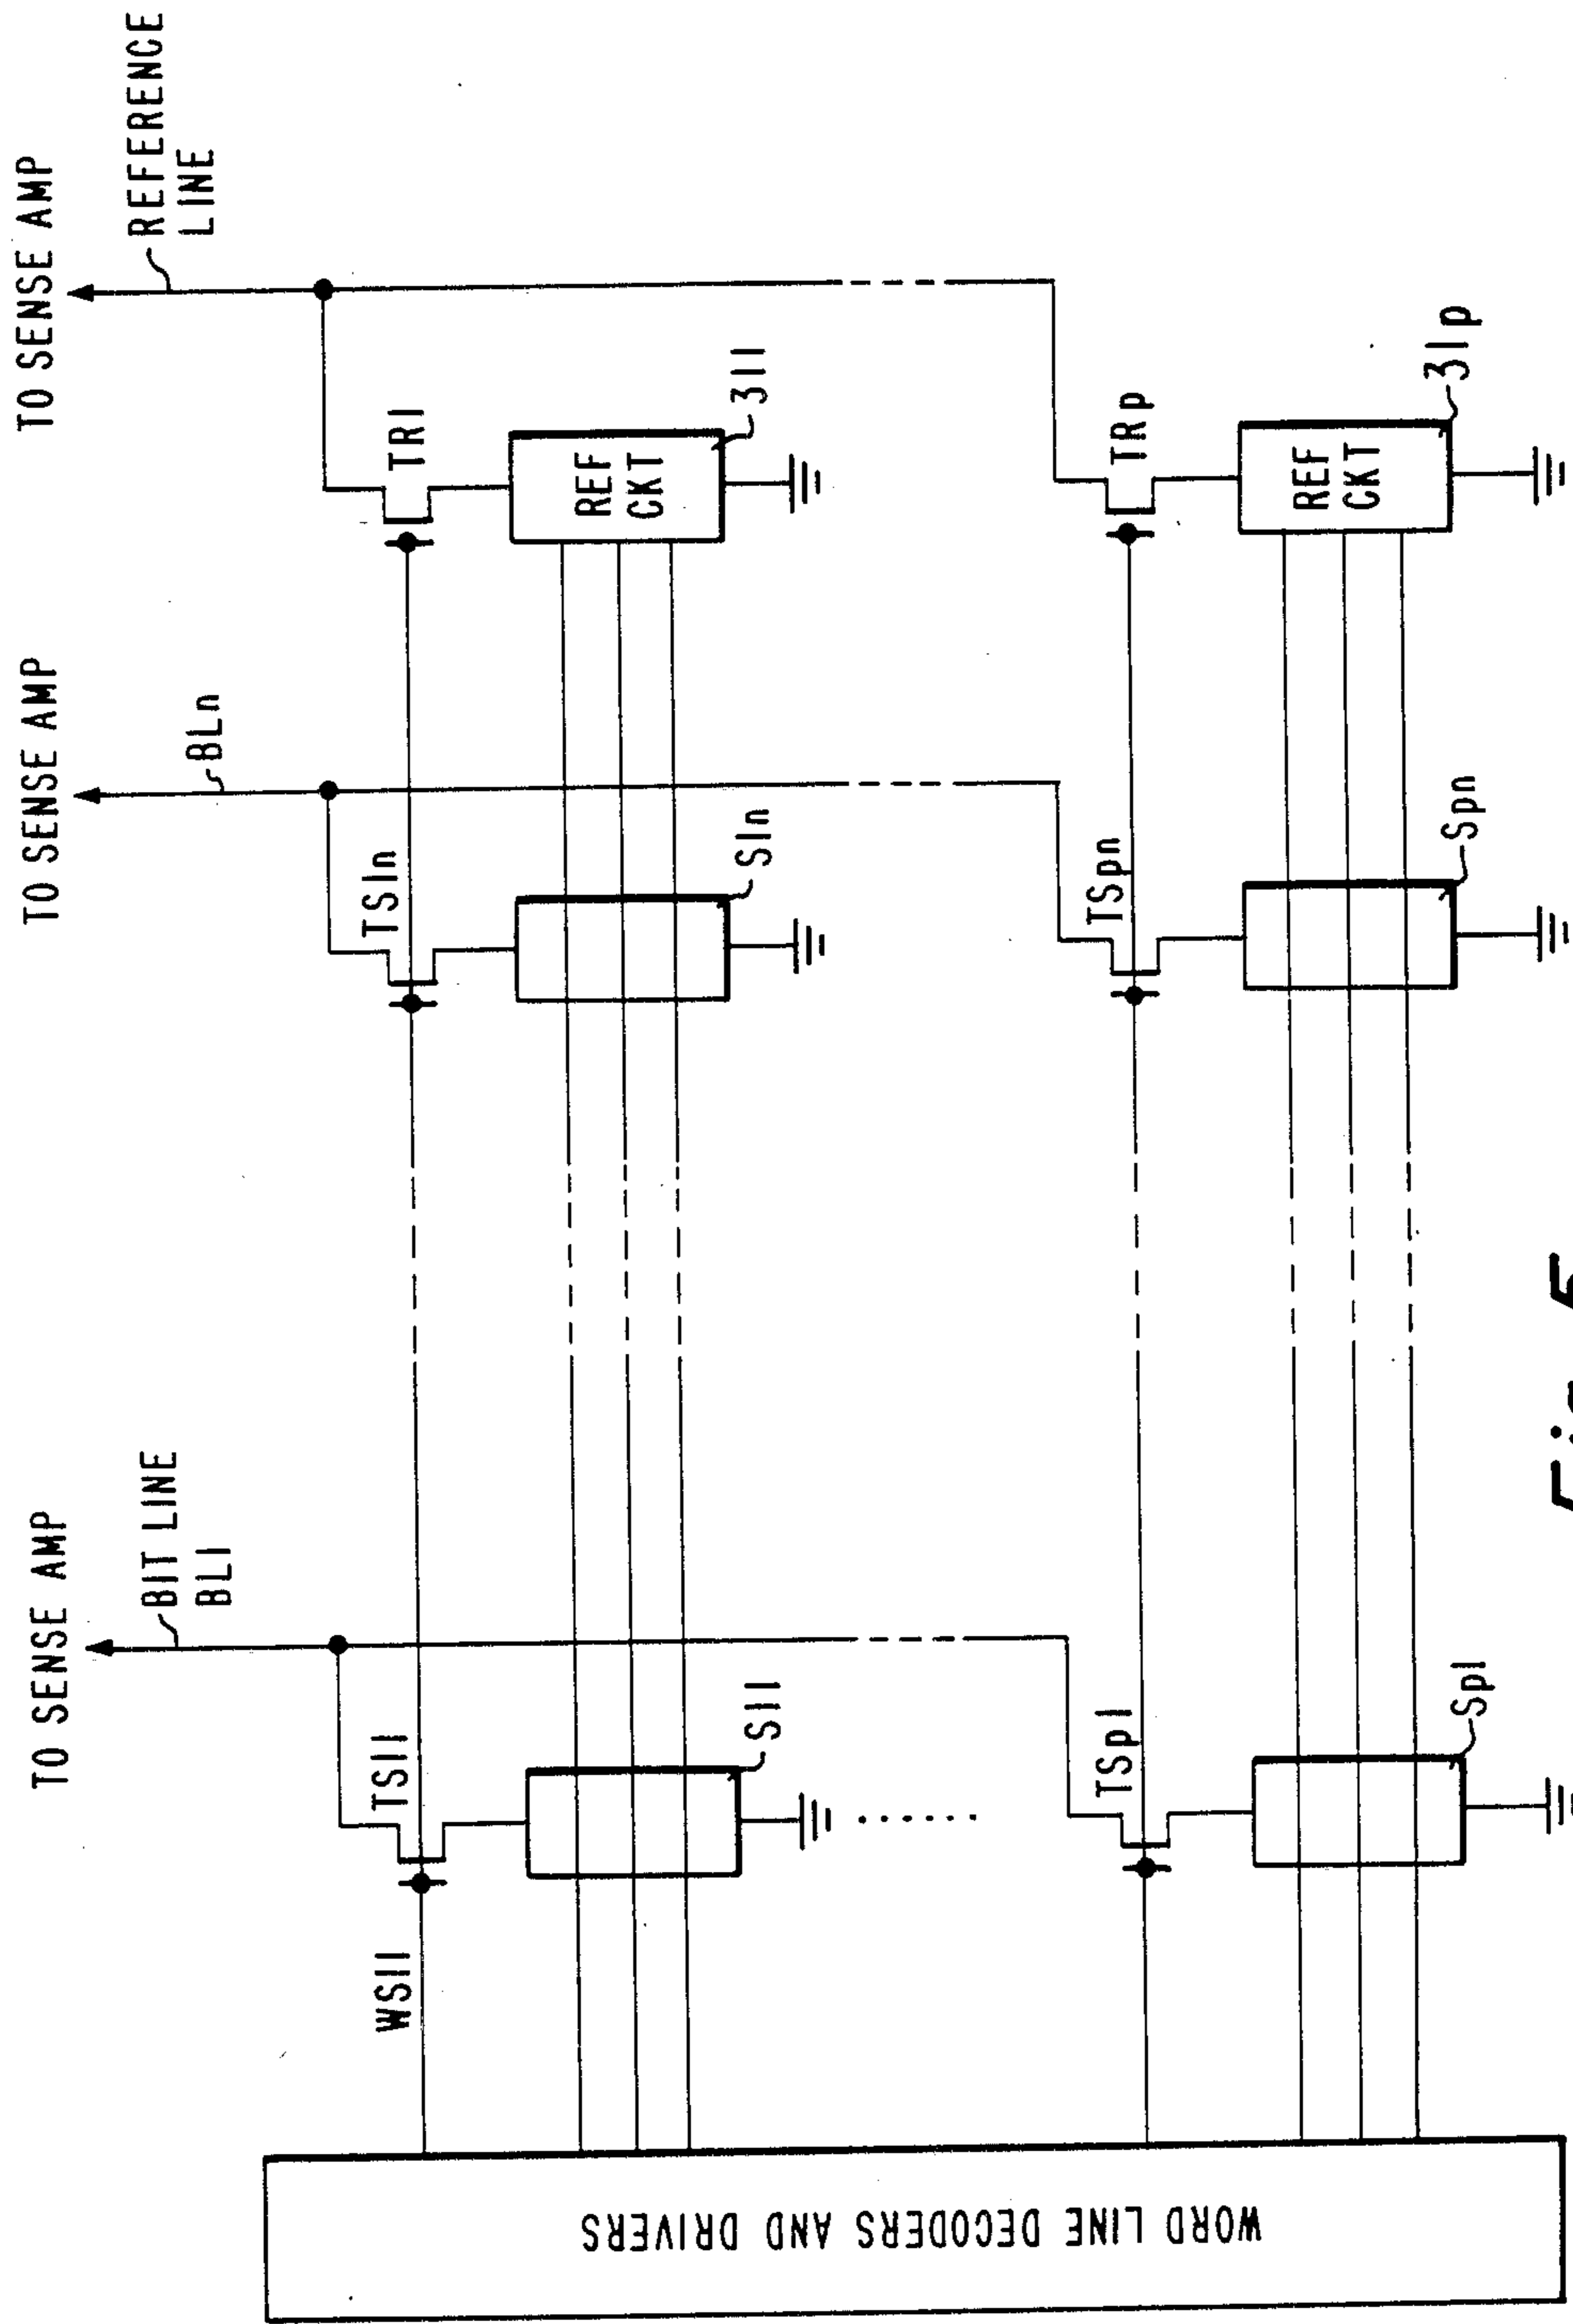 TO SENSE AMP
TO SENSE AMP
TO SENSE AMP
BIT LINE
BL1
BLn
REFERENCE
LINE
WS11
TS11
TS1n
TR1
S11
S1n
REF
CKT
311
TSp1
TSpn
TRp
Sp1
Spn
REF
CKT
31p
WORD LINE DECODERS AND DRIVERS